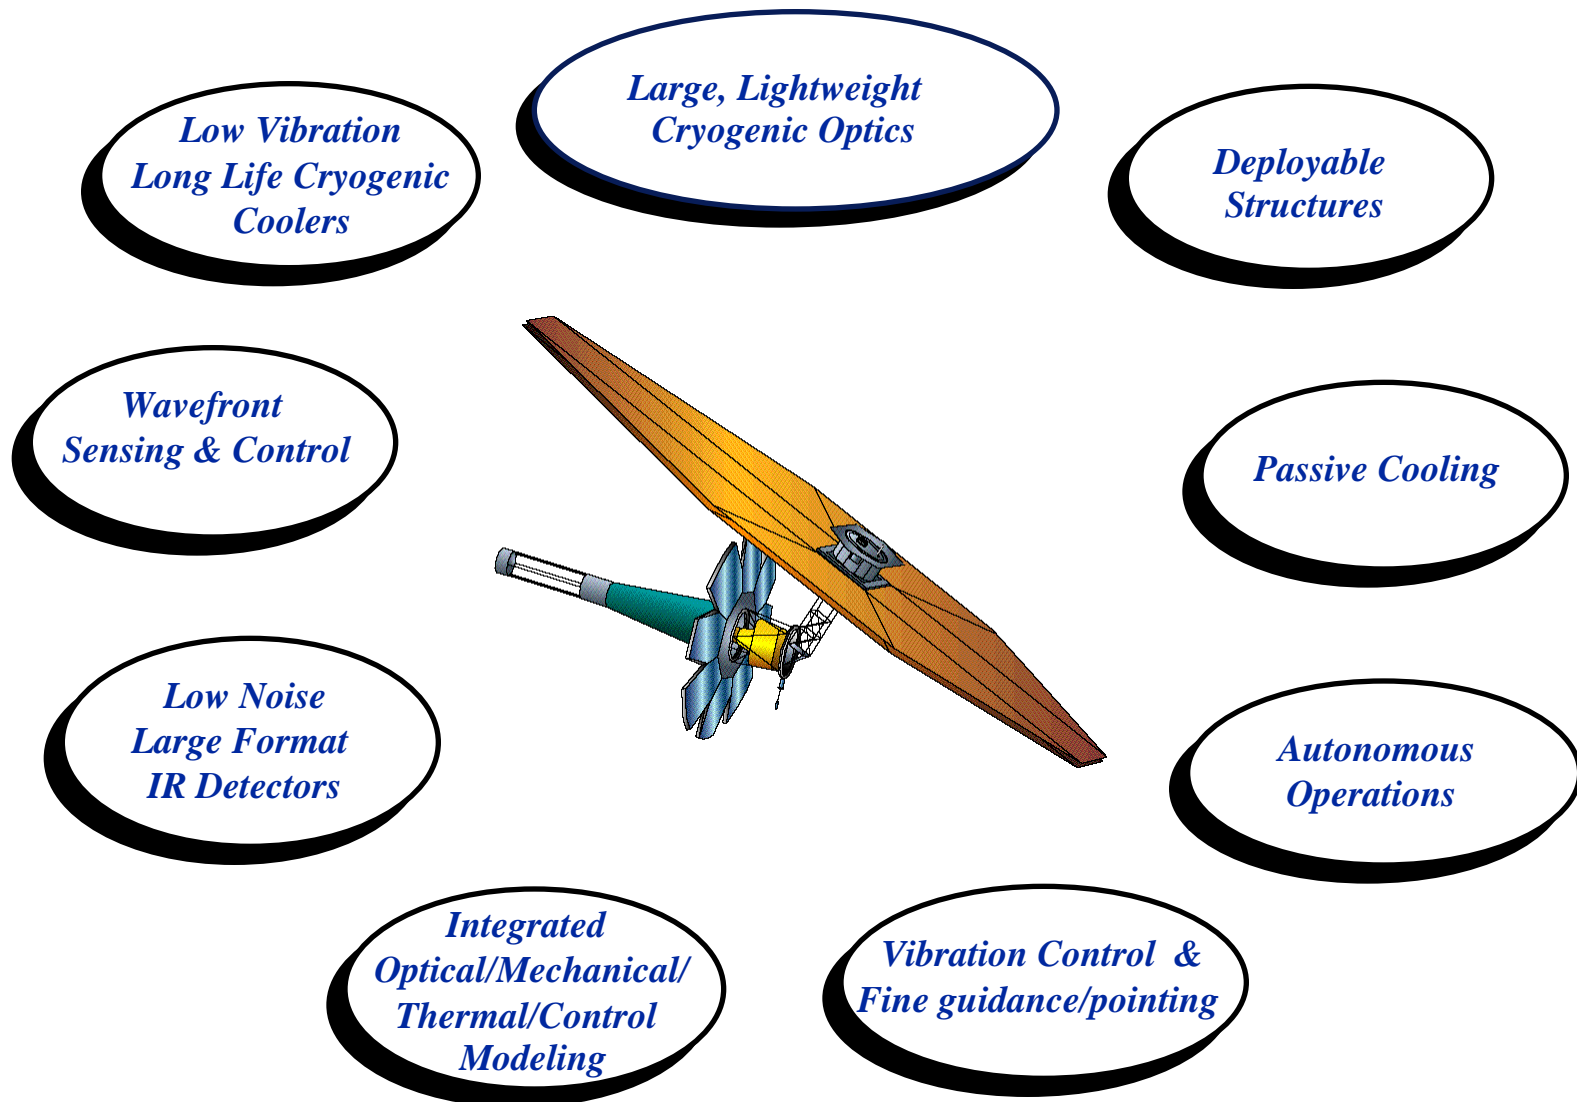 Large, Lightweight
Cryogenic Optics
Low Vibration
Long Life Cryogenic
Coolers
Deployable
Structures
Wavefront
Sensing & Control
Passive Cooling
Low Noise
Large Format
IR Detectors
Autonomous
Operations
Integrated
Optical/Mechanical/
Thermal/Control
Modeling
Vibration Control &
Fine guidance/pointing